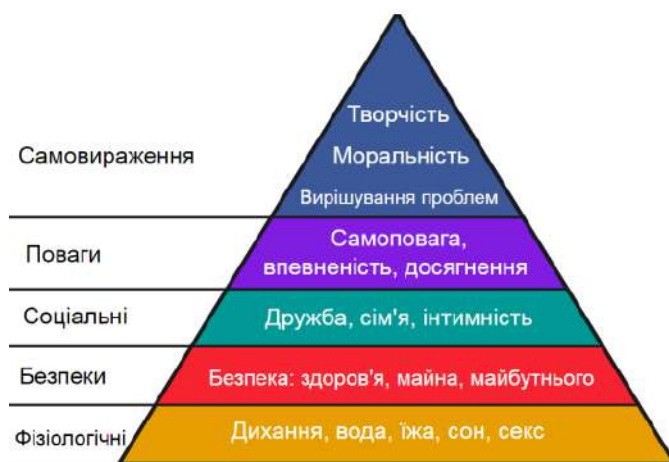 Творчість
Самовираження
Моральність
Вирішування проблем
Поваги
Самоповага,
впевненість, досягнення
Соціальні
Дружба, сім'я, інтимність
Безпеки
Безпека: здоров'я, майна, майбутнього
Фізіологічні
Дихання, вода, їжа, сон, секс